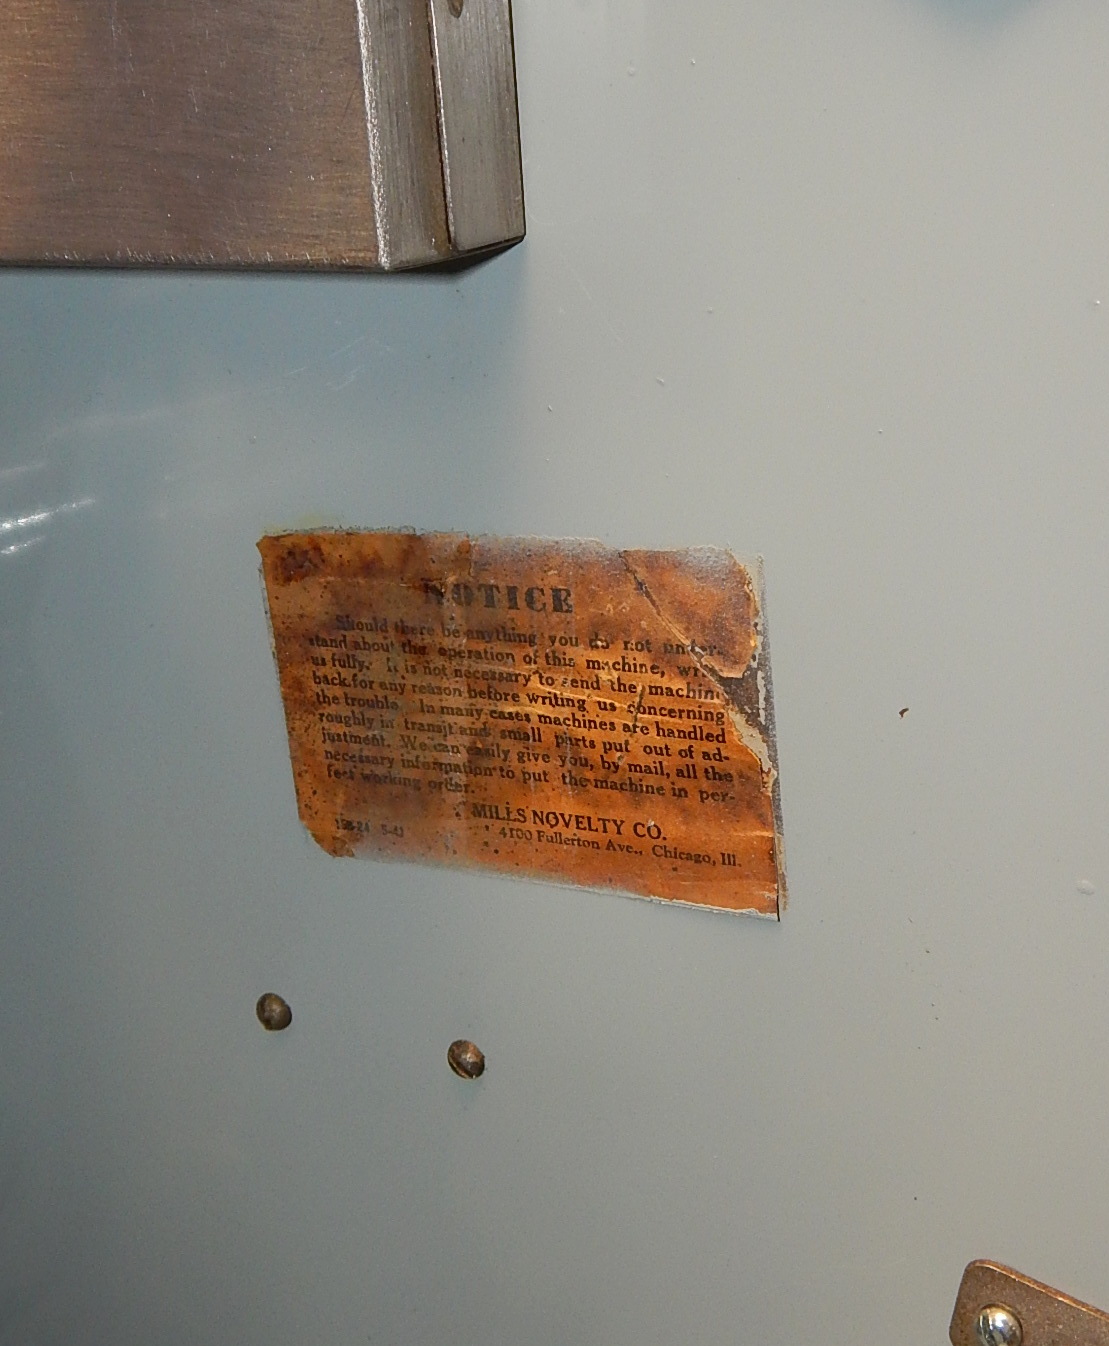 NOTICE
Should there be anything you do not under-
stand about the operation of this machine,
us fully. It is not necessary to send the machin
back for any reason before writing us concerning
the trouble. In many cases machines are handled
roughly in transit and small parts put out of ad-
justment. We can easily give you, by mail, all the
necessary information to put the machine in per-
fect working order.
MILLS NOVELTY CO.
4100 Fullerton Ave., Chicago, Ill.
5-41